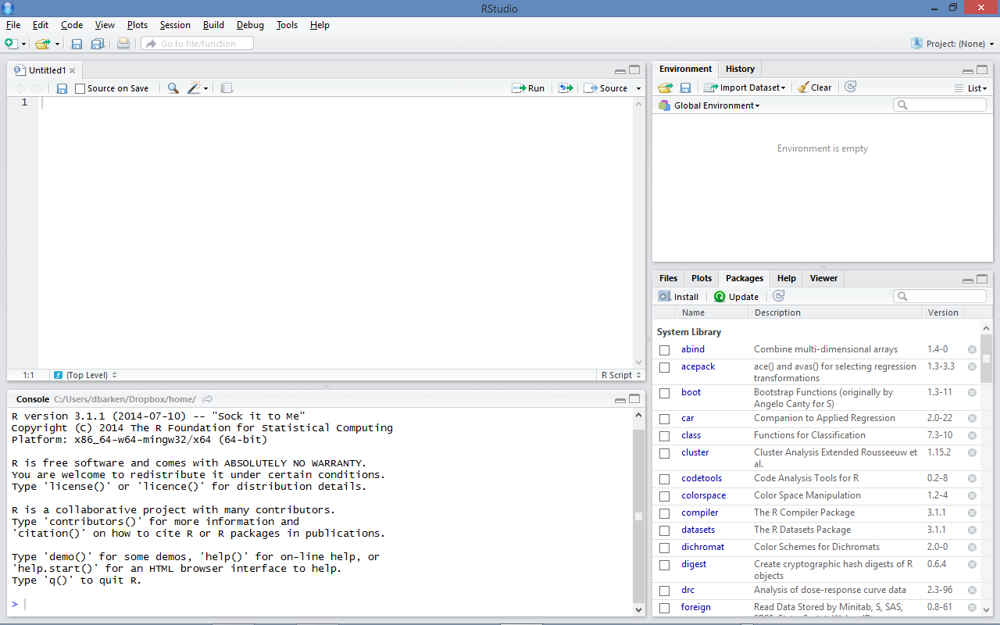 RStudio
File Edit Code View Plots Session Build Debug Tools Help
Go to file/function
Project: (None)
Untitled1
Source on Save
Run
Source
1
1:1
(Top Level)
R Script
Console C:/Users/dbarken/Dropbox/home/
R version 3.1.1 (2014-07-10) -- "Sock it to Me"
Copyright (C) 2014 The R Foundation for Statistical Computing
Platform: x86_64-w64-mingw32/x64 (64-bit)
R is free software and comes with ABSOLUTELY NO WARRANTY.
You are welcome to redistribute it under certain conditions.
Type 'license()' or 'licence()' for distribution details.
R is a collaborative project with many contributors.
Type 'contributors()' for more information and
'citation()' on how to cite R or R packages in publications.
Type 'demo()' for some demos, 'help()' for on-line help, or
'help.start()' for an HTML browser interface to help.
Type 'q()' to quit R.
>
Environment History
Import Dataset Clear List
Global Environment
Environment is empty
Files Plots Packages Help Viewer
Install Update
Name Description Version
System Library
abind Combine multi-dimensional arrays 1.4-0
acepack ace() and avas() for selecting regression 1.3-3.3
transformations
boot Bootstrap Functions (originally by 1.3-11
Angelo Canty for S)
car Companion to Applied Regression 2.0-22
class Functions for Classification 7.3-10
cluster Cluster Analysis Extended Rousseeuw et 1.15.2
al.
codetools Code Analysis Tools for R 0.2-8
colorspace Color Space Manipulation 1.2-4
compiler The R Compiler Package 3.1.1
datasets The R Datasets Package 3.1.1
dichromat Color Schemes for Dichromats 2.0-0
digest Create cryptographic hash digests of R 0.6.4
objects
drc Analysis of dose-response curve data 2.3-96
foreign Read Data Stored by Minitab, S, SAS, 0.8-61